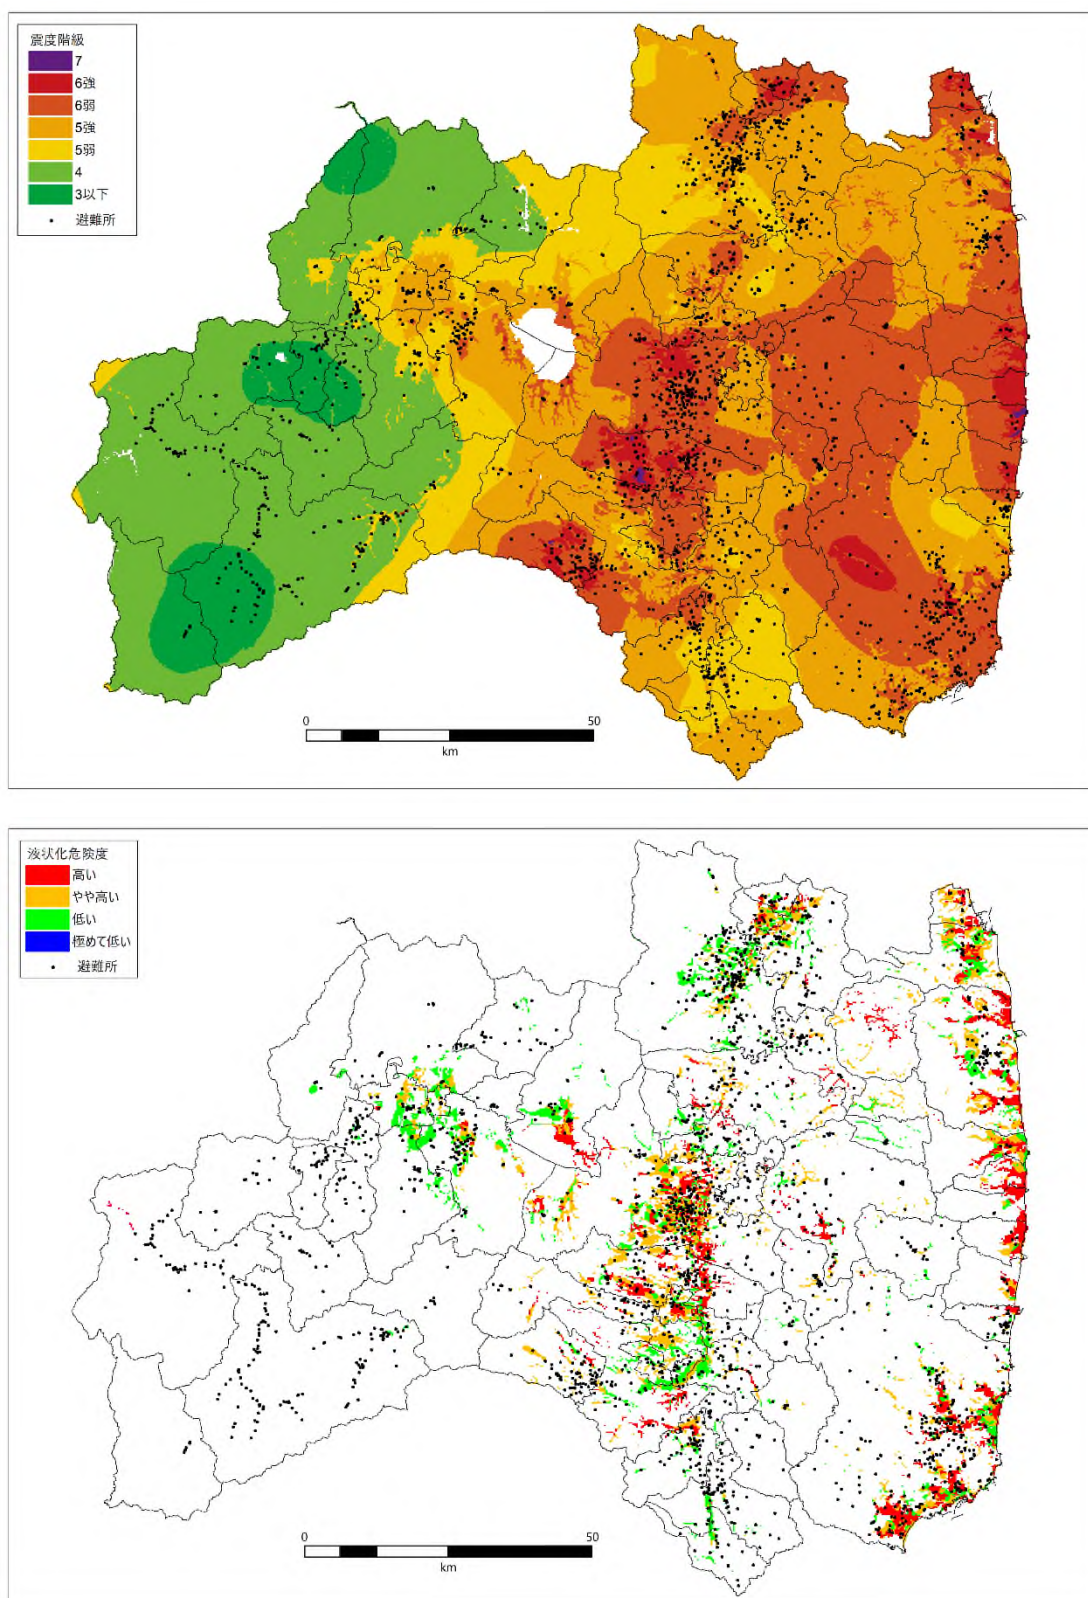 震度階級
7
6強
6弱
5強
5弱
4
3以下
避難所
0 50
km
液状化危険度
高い
やや高い
低い
極めて低い
避難所
0 50
km